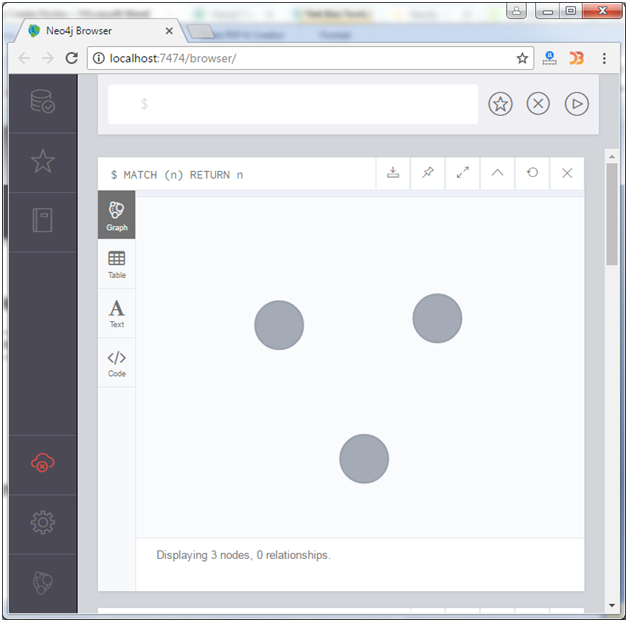 Neo4j Browser
localhost:7474/browser/
$
$ MATCH (n) RETURN n
Graph
Table
A
Text
</>
Code
Displaying 3 nodes, 0 relationships.